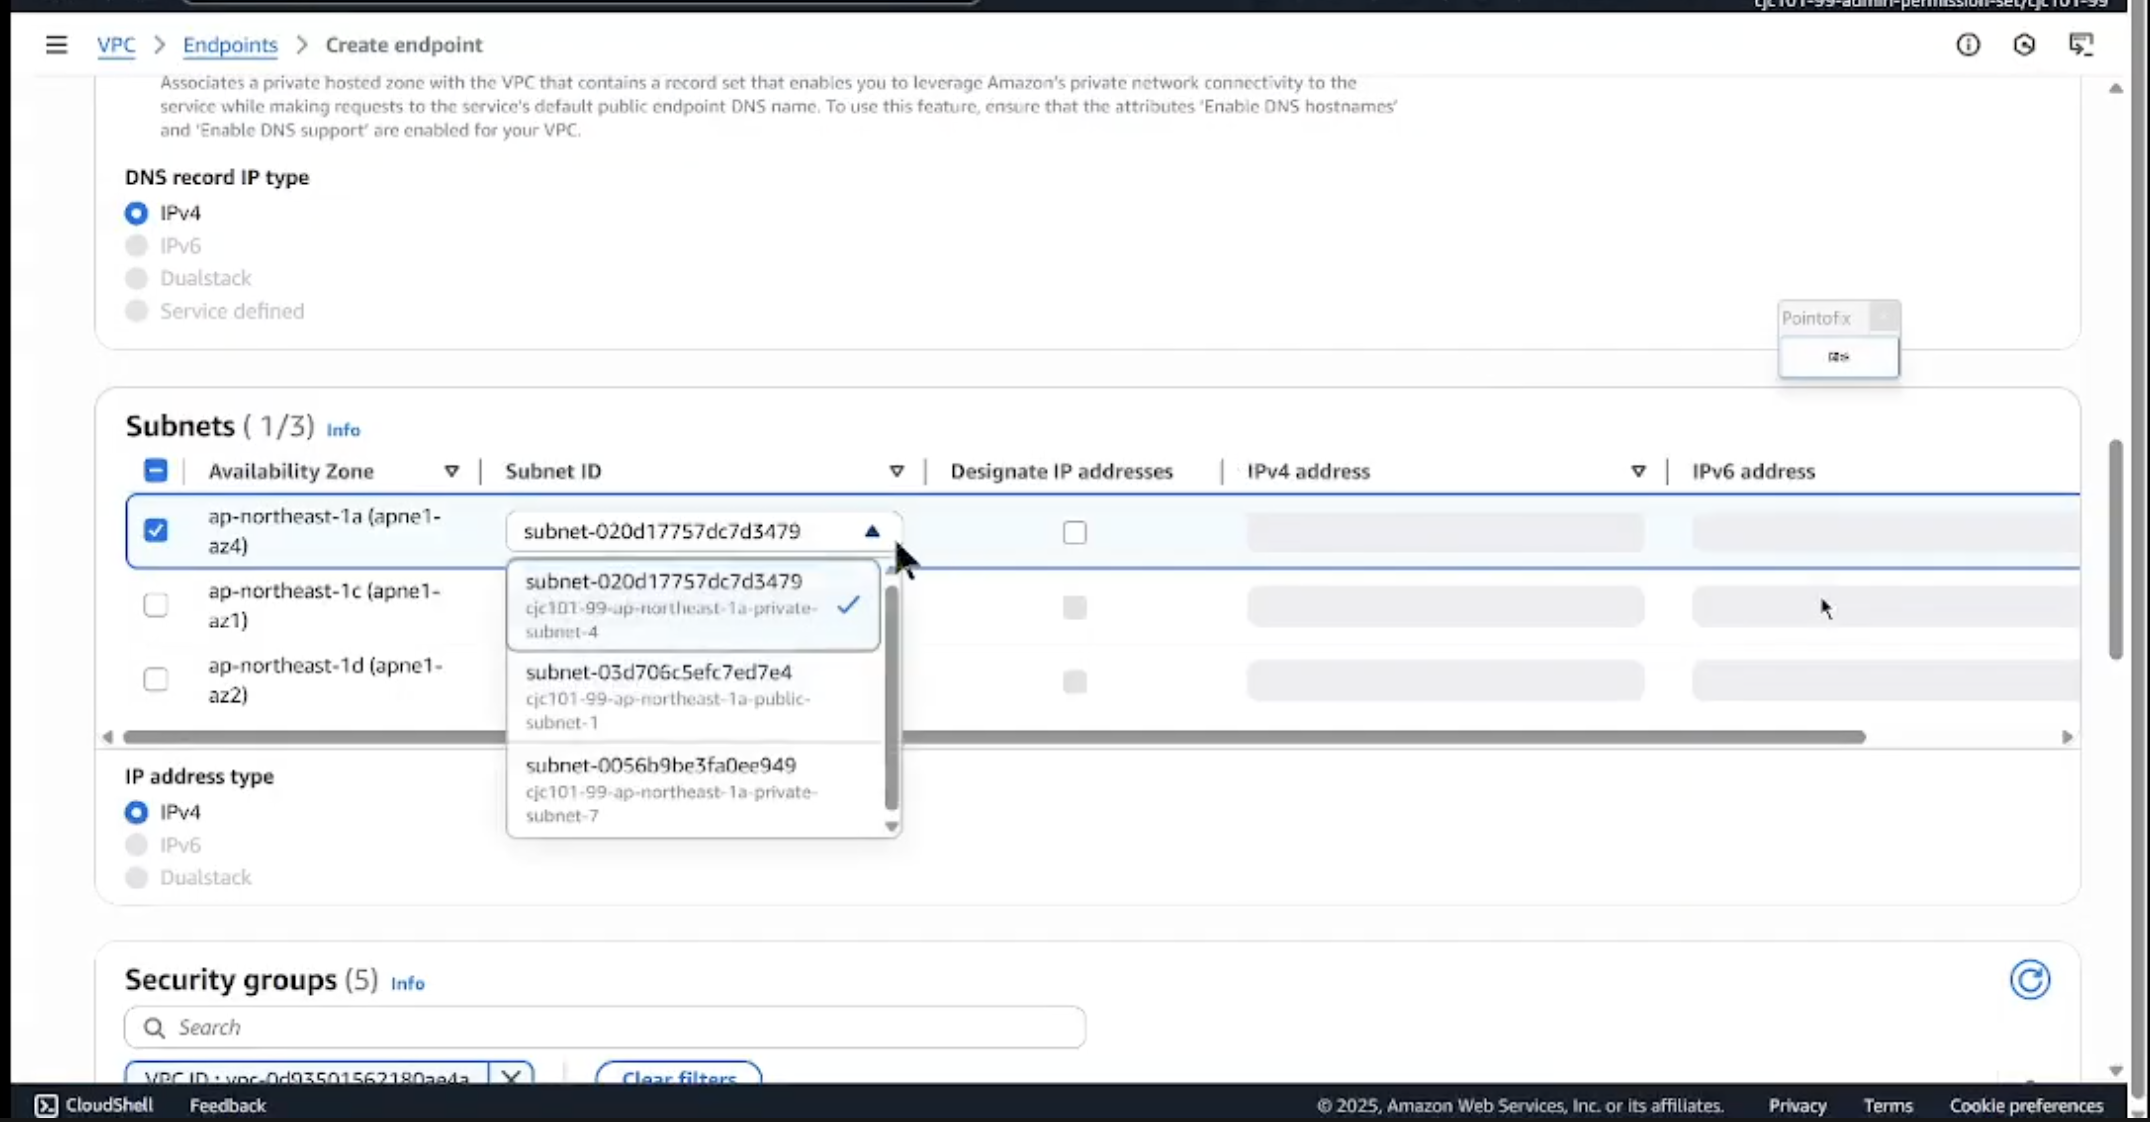 cjc101-99-admin-permission-set/cjc101-99
VPC > Endpoints > Create endpoint
Associates a private hosted zone with the VPC that contains a record set that enables you to leverage Amazon's private network connectivity to the
service while making requests to the service's default public endpoint DNS name. To use this feature, ensure that the attributes 'Enable DNS hostnames'
and 'Enable DNS support' are enabled for your VPC.
DNS record IP type
IPv4
IPv6
Dualstack
Service defined
Pointofix
Subnets ( 1/3) Info
Availability Zone Subnet ID Designate IP addresses IPv4 address IPv6 address
ap-northeast-1a (apne1-
az4)
subnet-020d17757dc7d3479
ap-northeast-1c (apne1-
az1)
ap-northeast-1d (apne1-
az2)
subnet-020d17757dc7d3479
cjc101-99-ap-northeast-1a-private-
subnet-4
subnet-03d706c5efc7ed7e4
cjc101-99-ap-northeast-1a-public-
subnet-1
subnet-0056b9be3fa0ee949
cjc101-99-ap-northeast-1a-private-
subnet-7
IP address type
IPv4
IPv6
Dualstack
Security groups (5) Info
Search
VPC ID : vpc-0d93501562180ae4a
Clear filters
CloudShell Feedback © 2025, Amazon Web Services, Inc. or its affiliates. Privacy Terms Cookie preferences